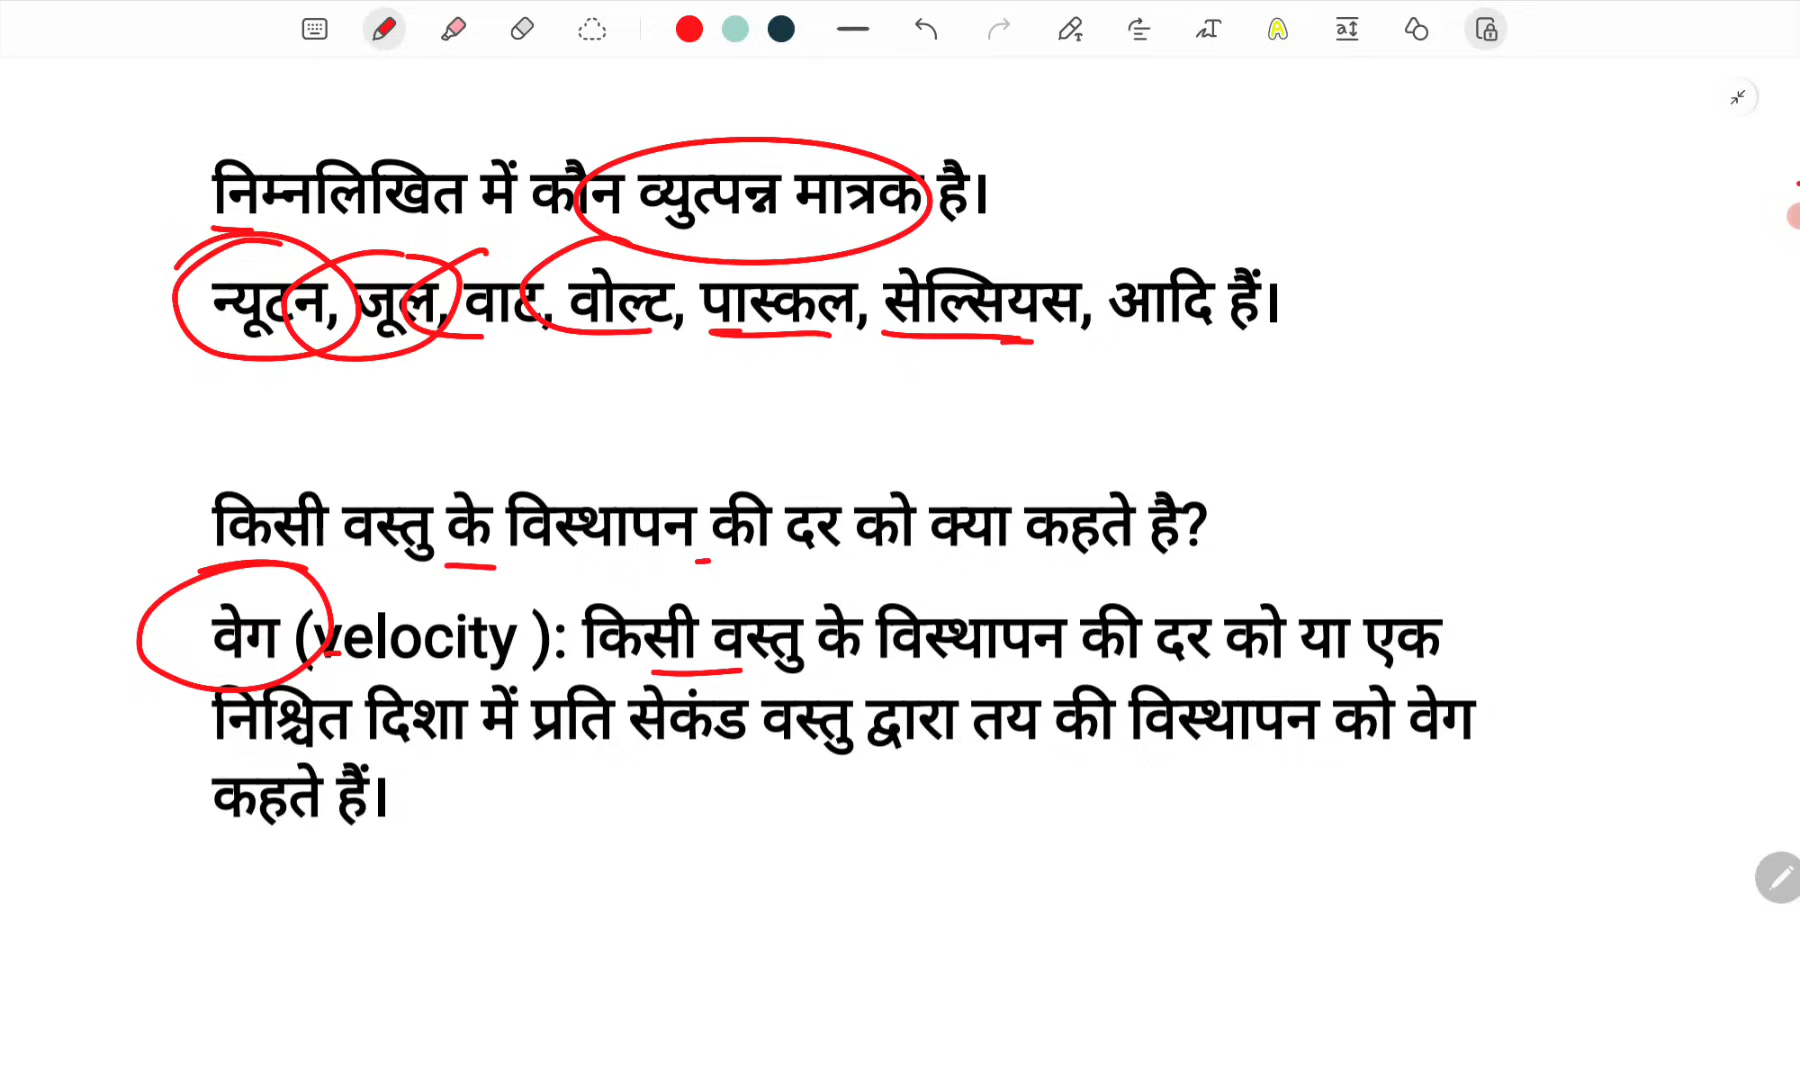 निम्नलिखित में कौन व्युत्पन्न मात्रक है।
न्यूटन, जूल, वाट, वोल्ट, पास्कल, सेल्सियस, आदि हैं।
किसी वस्तु के विस्थापन की दर को क्या कहते है?
वेग (velocity ): किसी वस्तु के विस्थापन की दर को या एक
निश्चित दिशा में प्रति सेकंड वस्तु द्वारा तय की विस्थापन को वेग
कहते हैं।